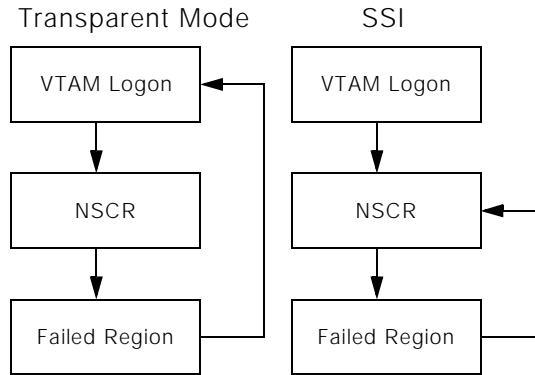 Transparent Mode
VTAM Logon
NSCR
Failed Region
SSI
VTAM Logon
NSCR
Failed Region